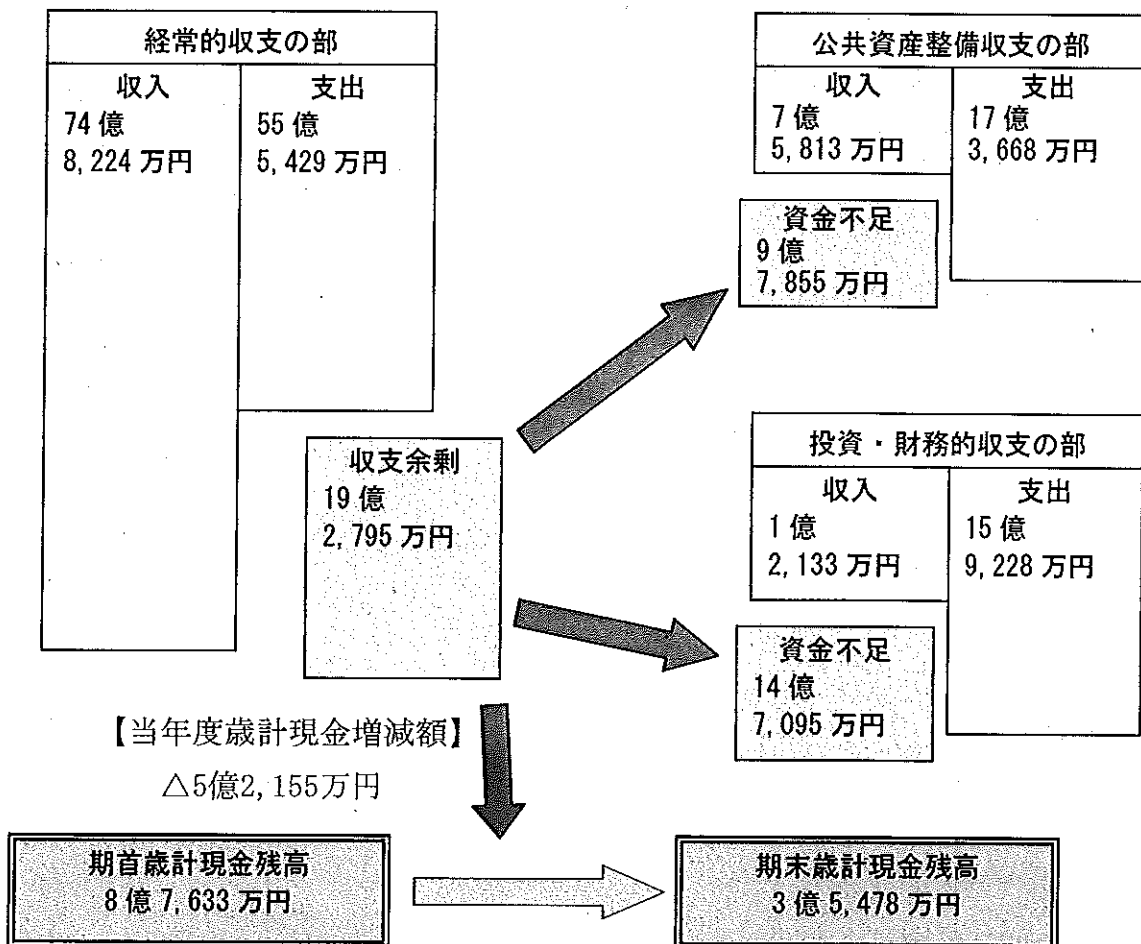 経常的収支の部
収入
74億
8,224万円
支出
55億
5,429万円
収支余剰
19億
2,795万円
公共資産整備収支の部
収入
7億
5,813万円
支出
17億
3,668万円
資金不足
9億
7,855万円
投資・財務的収支の部
収入
1億
2,133万円
支出
15億
9,228万円
資金不足
14億
7,095万円
【当年度歳計現金増減額】
△5億2,155万円
期首歳計現金残高
8億7,633万円
期末歳計現金残高
3億5,478万円